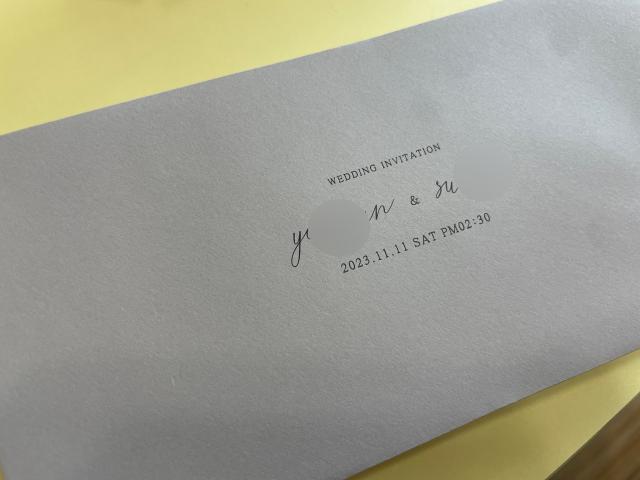 WEDDING INVITATION
&
2023.11.11 SAT PM02:30